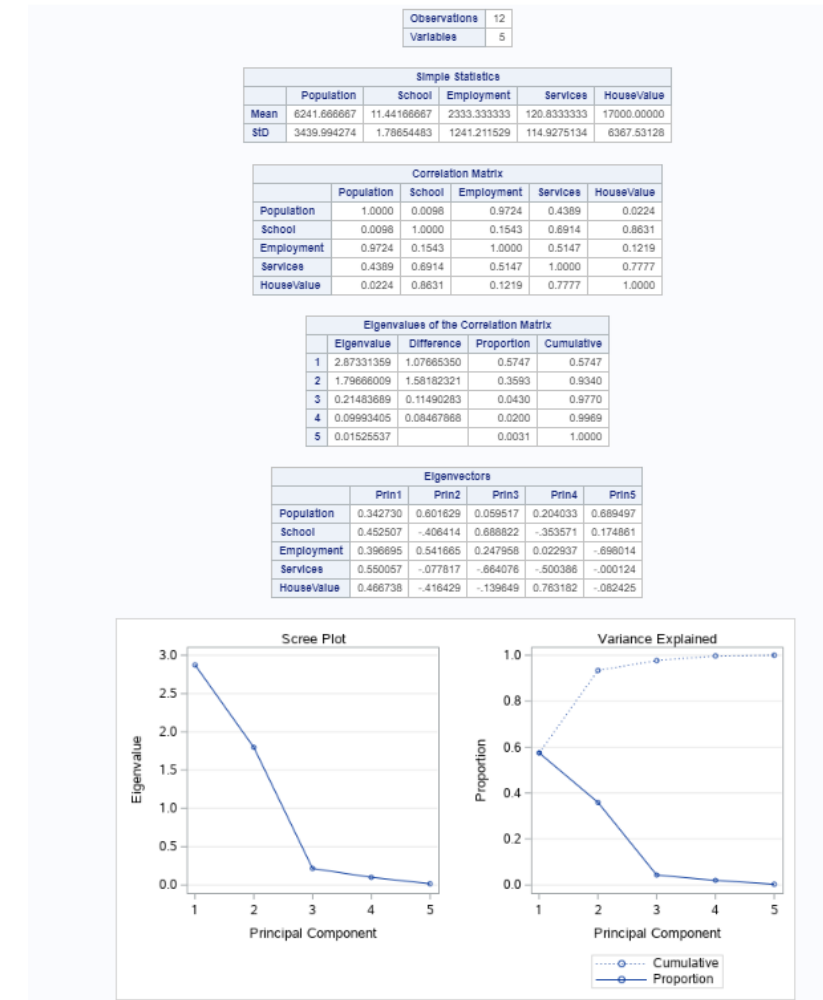 Observations 12
Variables 5
Simple Statistics
Population School Employment Services HouseValue
Mean 6241.666667 11.44166667 2333.333333 120.8333333 17000.00000
StD 3439.994274 1.78654483 1241.211529 114.9275134 6367.53128
Correlation Matrix
Population School Employment Services HouseValue
Population 1.0000 0.0098 0.9724 0.4389 0.0224
School 0.0098 1.0000 0.1543 0.6914 0.8631
Employment 0.9724 0.1543 1.0000 0.5147 0.1219
Services 0.4389 0.6914 0.5147 1.0000 0.7777
HouseValue 0.0224 0.8631 0.1219 0.7777 1.0000
Eigenvalues of the Correlation Matrix
Eigenvalue Difference Proportion Cumulative
1 2.87331359 1.07665350 0.5747 0.5747
2 1.79666009 1.58182321 0.3593 0.9340
3 0.21483689 0.11490283 0.0430 0.9770
4 0.09993405 0.08467868 0.0200 0.9969
5 0.01525537 0.0031 1.0000
Eigenvectors
Prin1 Prin2 Prin3 Prin4 Prin5
Population 0.342730 0.601629 0.059517 0.204033 0.689497
School 0.452507 -.406414 0.688822 -.353571 0.174861
Employment 0.396695 0.541665 0.247958 0.022937 -.698014
Services 0.550057 -.077817 -.664076 -.500386 -.000124
HouseValue 0.466738 -.416429 -.139649 0.763182 -.082425
Scree Plot
3.0
2.5
2.0
1.5
1.0
0.5
0.0
Eigenvalue
1 2 3 4 5
Principal Component
Variance Explained
1.0
0.8
0.6
0.4
0.2
0.0
Proportion
1 2 3 4 5
Principal Component
Cumulative
Proportion